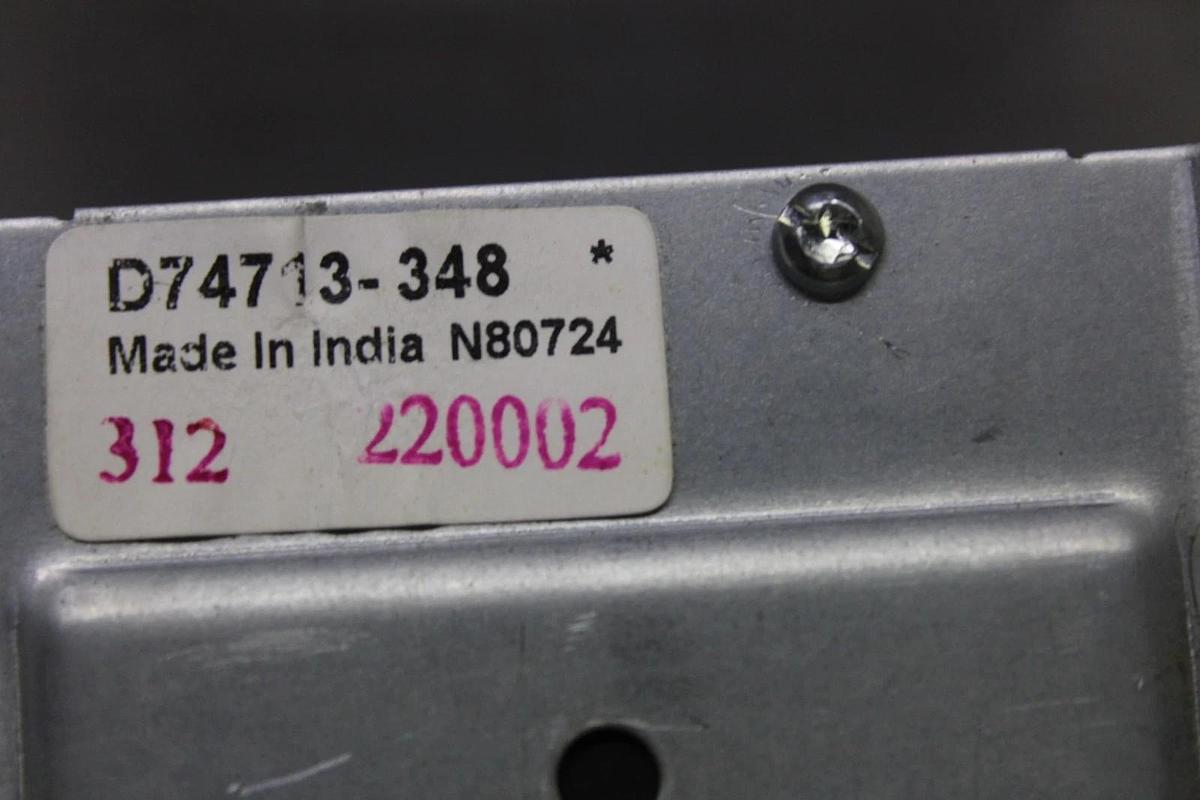 D74713-348 *
Made In India N80724
312 220002